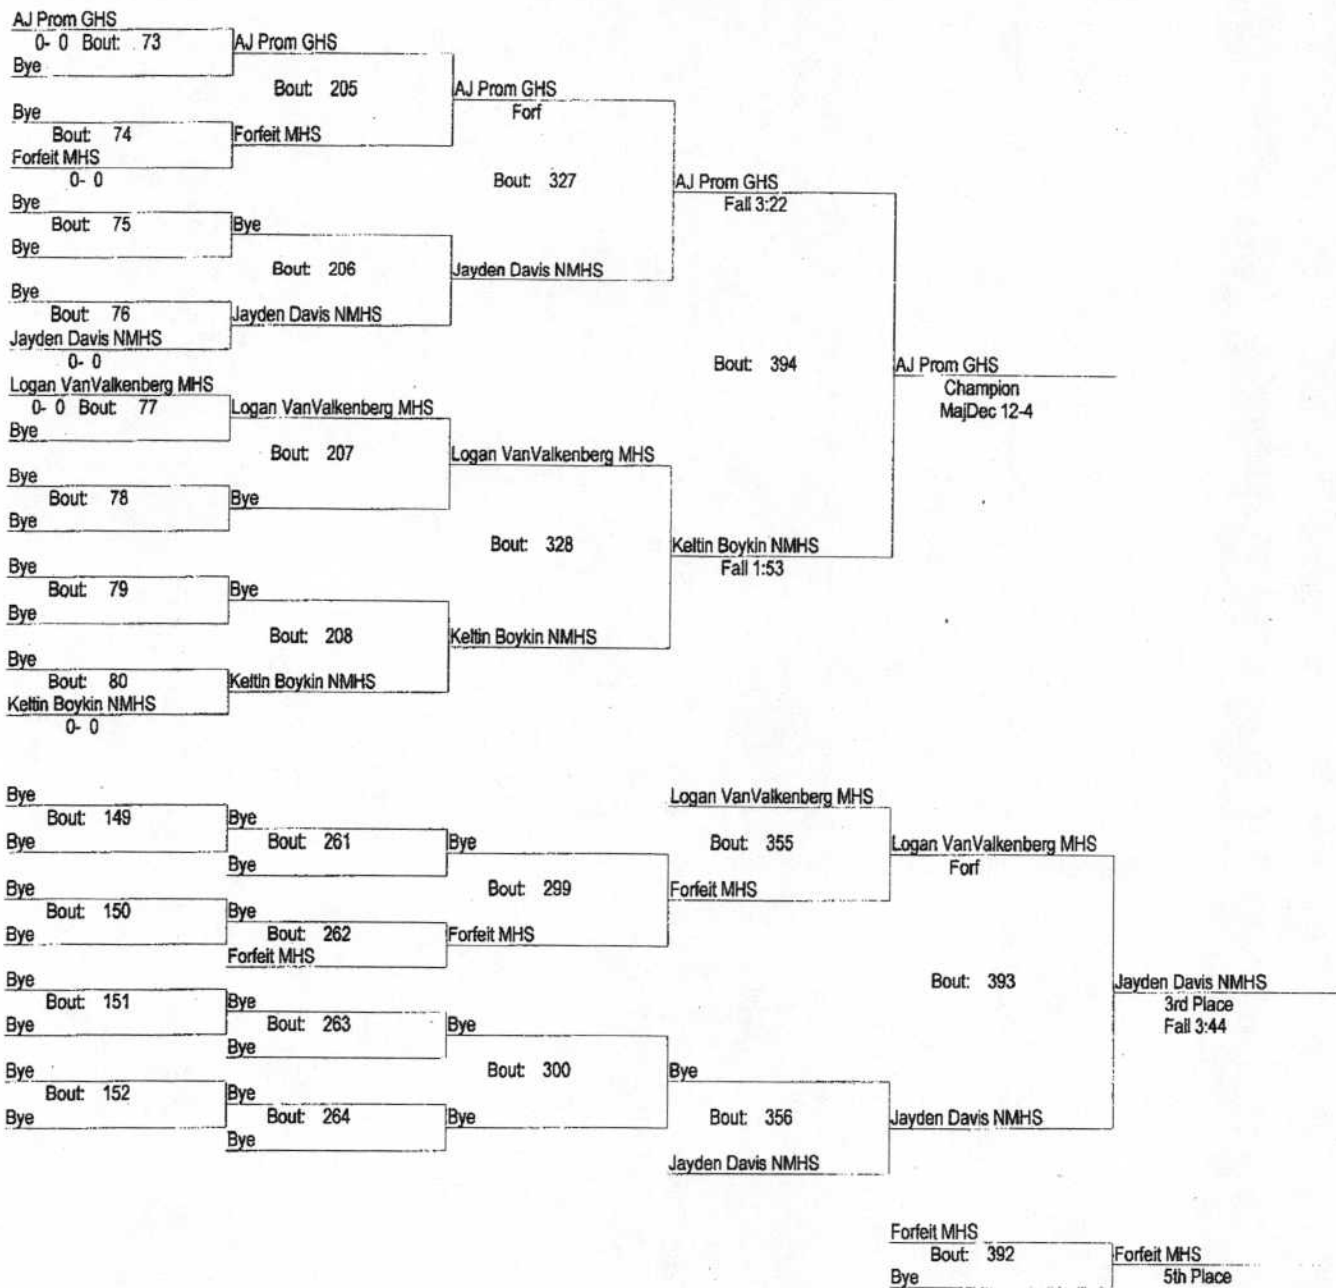 AJ Prom GHS
0- 0 Bout: 73
Bye
AJ Prom GHS
Bout: 205
AJ Prom GHS
Forf
Bye
Bout: 74
Forfeit MHS
Forfeit MHS
0- 0
Bout: 327
AJ Prom GHS
Fall 3:22
Bye
Bout: 75
Bye
Bye
Bout: 206
Jayden Davis NMHS
Bye
Bout: 76
Jayden Davis NMHS
Jayden Davis NMHS
0- 0
Bout: 394
AJ Prom GHS
Champion
MajDec 12-4
Logan VanValkenberg MHS
0- 0 Bout: 77
Logan VanValkenberg MHS
Bye
Bout: 207
Logan VanValkenberg MHS
Bye
Bout: 78
Bye
Bye
Bout: 328
Keltin Boykin NMHS
Fall 1:53
Bye
Bout: 79
Bye
Bye
Bout: 208
Keltin Boykin NMHS
Bye
Bout: 80
Keltin Boykin NMHS
Keltin Boykin NMHS
0- 0
Bye
Bout: 149
Bye
Bye
Bout: 261
Bye
Bye
Logan VanValkenberg MHS
Bout: 355
Logan VanValkenberg MHS
Forf
Bout: 299
Forfeit MHS
Bye
Bout: 150
Bye
Bye
Bout: 262
Forfeit MHS
Forfeit MHS
Bout: 393
Jayden Davis NMHS
3rd Place
Fall 3:44
Bye
Bout: 151
Bye
Bye
Bout: 263
Bye
Bye
Bout: 300
Bye
Bye
Bout: 152
Bye
Bye
Bout: 264
Bye
Bye
Bout: 356
Jayden Davis NMHS
Jayden Davis NMHS
Forfeit MHS
Bout: 392
Bye
Forfeit MHS
5th Place